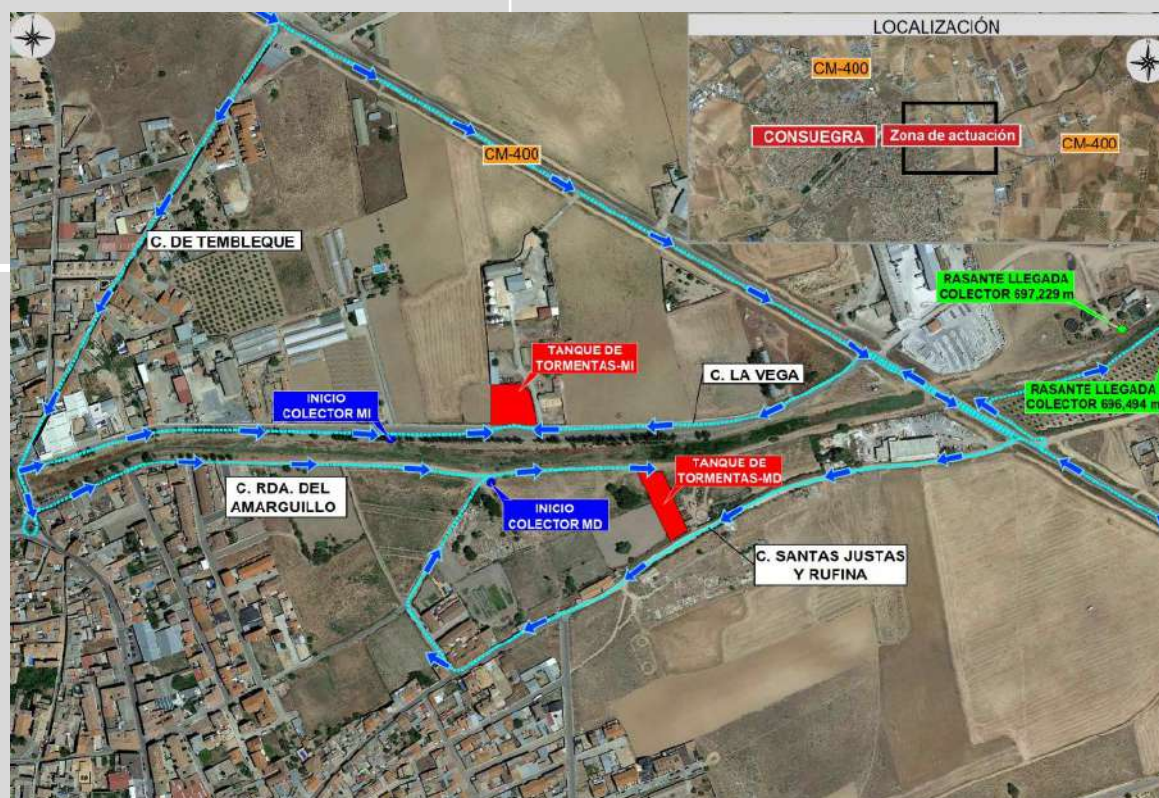 LOCALIZACIÓN
CM-400
CONSUEGRA
Zona de actuación
CM-400
CM-400
C. DE TEMBLEQUE
RASANTE LLEGADA
COLECTOR 697,229 m
TANQUE DE
TORMENTAS-MI
C. LA VEGA
RASANTE LLEGADA
COLECTOR 696,494 m
INICIO
COLECTOR MI
TANQUE DE
TORMENTAS-MD
C. RDA. DEL
AMARGUILLO
INICIO
COLECTOR MD
C. SANTAS JUSTAS
Y RUFINA